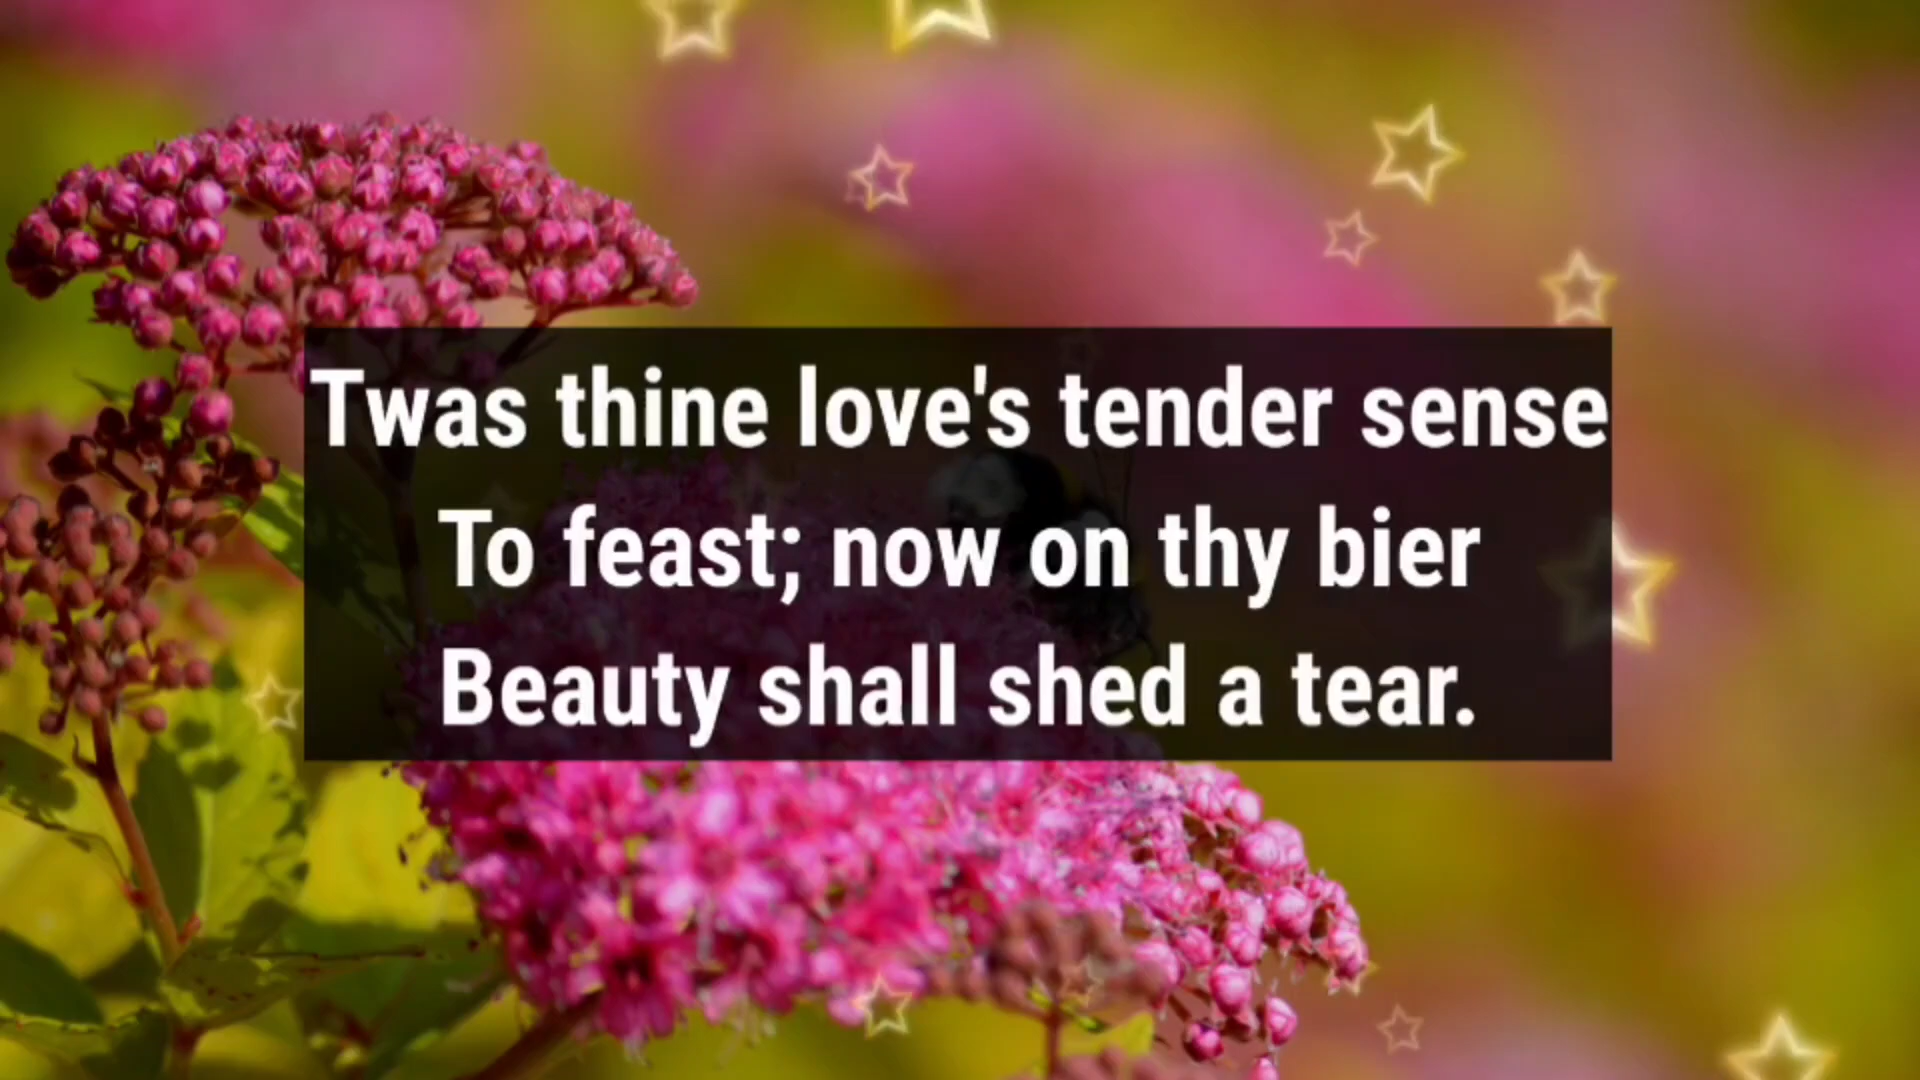 Twas thine love's tender sense
To feast; now on thy bier
Beauty shall shed a tear.